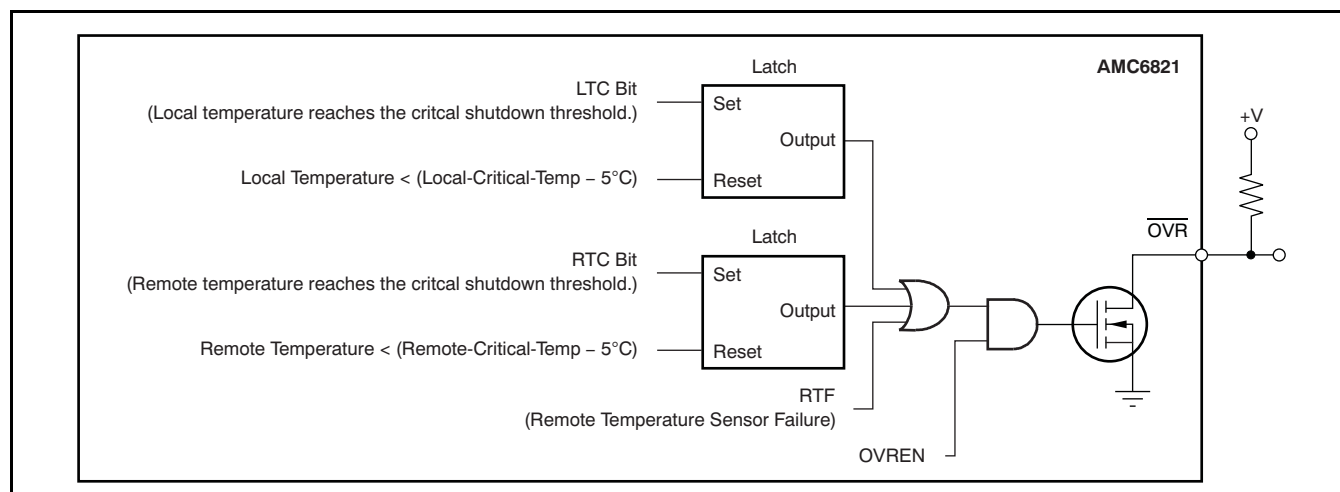 AMC6821
Latch
LTC Bit
(Local temperature reaches the critcal shutdown threshold.)
Set
Output
Local Temperature < (Local-Critical-Temp − 5°C)
Reset
+V
OVR
Latch
RTC Bit
(Remote temperature reaches the critcal shutdown threshold.)
Set
Output
Remote Temperature < (Remote-Critical-Temp − 5°C)
Reset
RTF
(Remote Temperature Sensor Failure)
OVREN